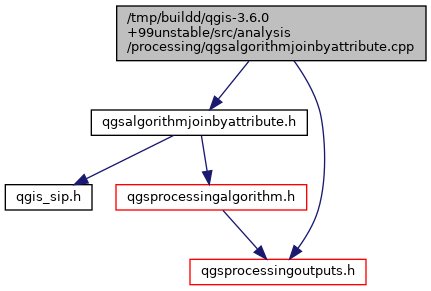 /tmp/buildd/qgis-3.6.0
+99unstable/src/analysis
/processing/qgsalgorithmjoinbyattribute.cpp
qgsalgorithmjoinbyattribute.h
qgis_sip.h
qgsprocessingalgorithm.h
qgsprocessingoutputs.h